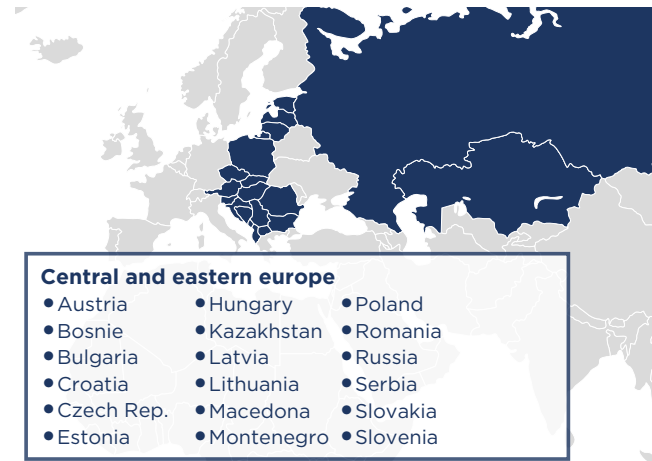 Central and eastern europe
• Austria
• Bosnie
• Bulgaria
• Croatia
• Czech Rep.
• Estonia
• Hungary
• Kazakhstan
• Latvia
• Lithuania
• Macedona
• Montenegro
• Poland
• Romania
• Russia
• Serbia
• Slovakia
• Slovenia